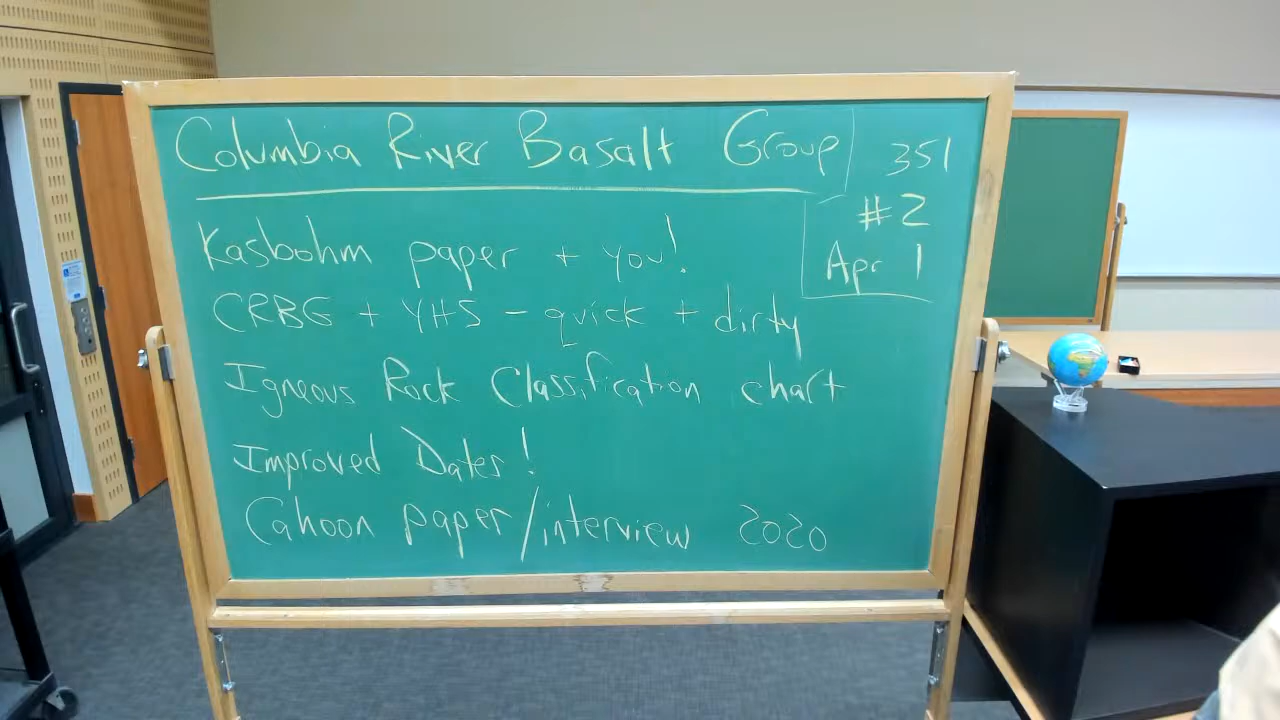 Columbia River Basalt Group
351
#2
Apr 1
Kasbohm paper + you!
CRBG + YHS - quick + dirty
Igneous Rock Classification chart
Improved Dates!
Cahoon paper/interview 2020